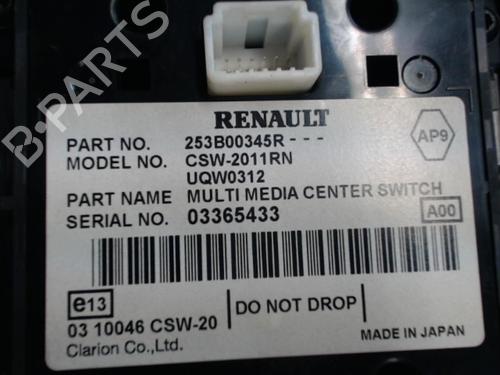 B-PARTS
RENAULT
PART NO. 253B00345R - - -
AP9
MODEL NO. CSW-2011RN
UQW0312
PART NAME MULTI MEDIA CENTER SWITCH
SERIAL NO. 03365433
A00
e13
DO NOT DROP
03 10046 CSW-20
MADE IN JAPAN
Clarion Co.,Ltd.